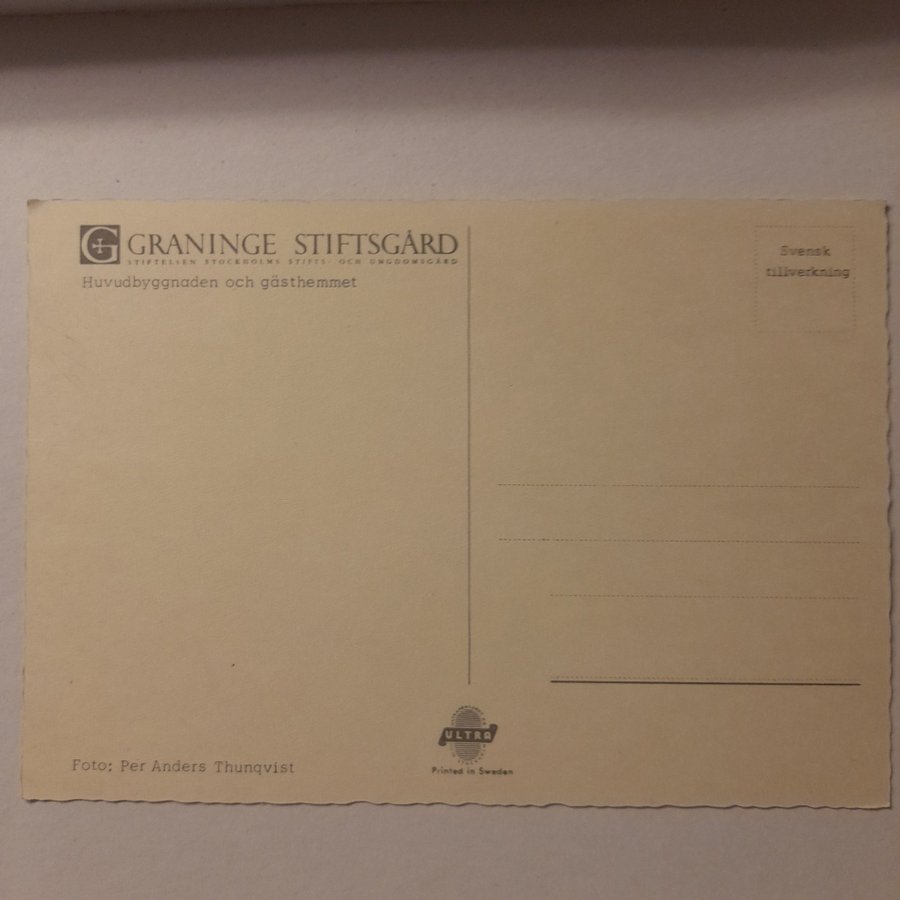 G GRANINGE STIFTSGÅRD
STIFTELSEN STOCKHOLMS STIFTS- OCH UNGDOMSGÅRD
Huvudbyggnaden och gästhemmet
Svensk
tillverkning
Foto: Per Anders Thunqvist
ULTRA
Printed in Sweden